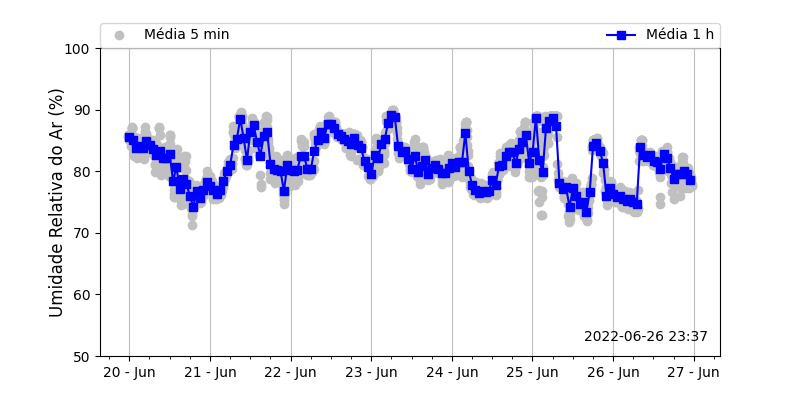 Média 5 min
Média 1 h
100
90
80
70
60
50
Umidade Relativa do Ar (%)
2022-06-26 23:37
20 - Jun
21 - Jun
22 - Jun
23 - Jun
24 - Jun
25 - Jun
26 - Jun
27 - Jun